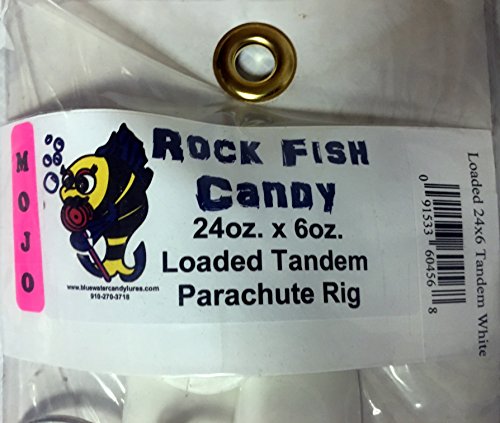 MOJO
ROCK FISH
CANDY
24oz. x 6oz.
Loaded Tandem
Parachute Rig
www.bluewatercandylures.com
910-270-3718
Loaded 24x6 Tandem White
0 91533 60456 8